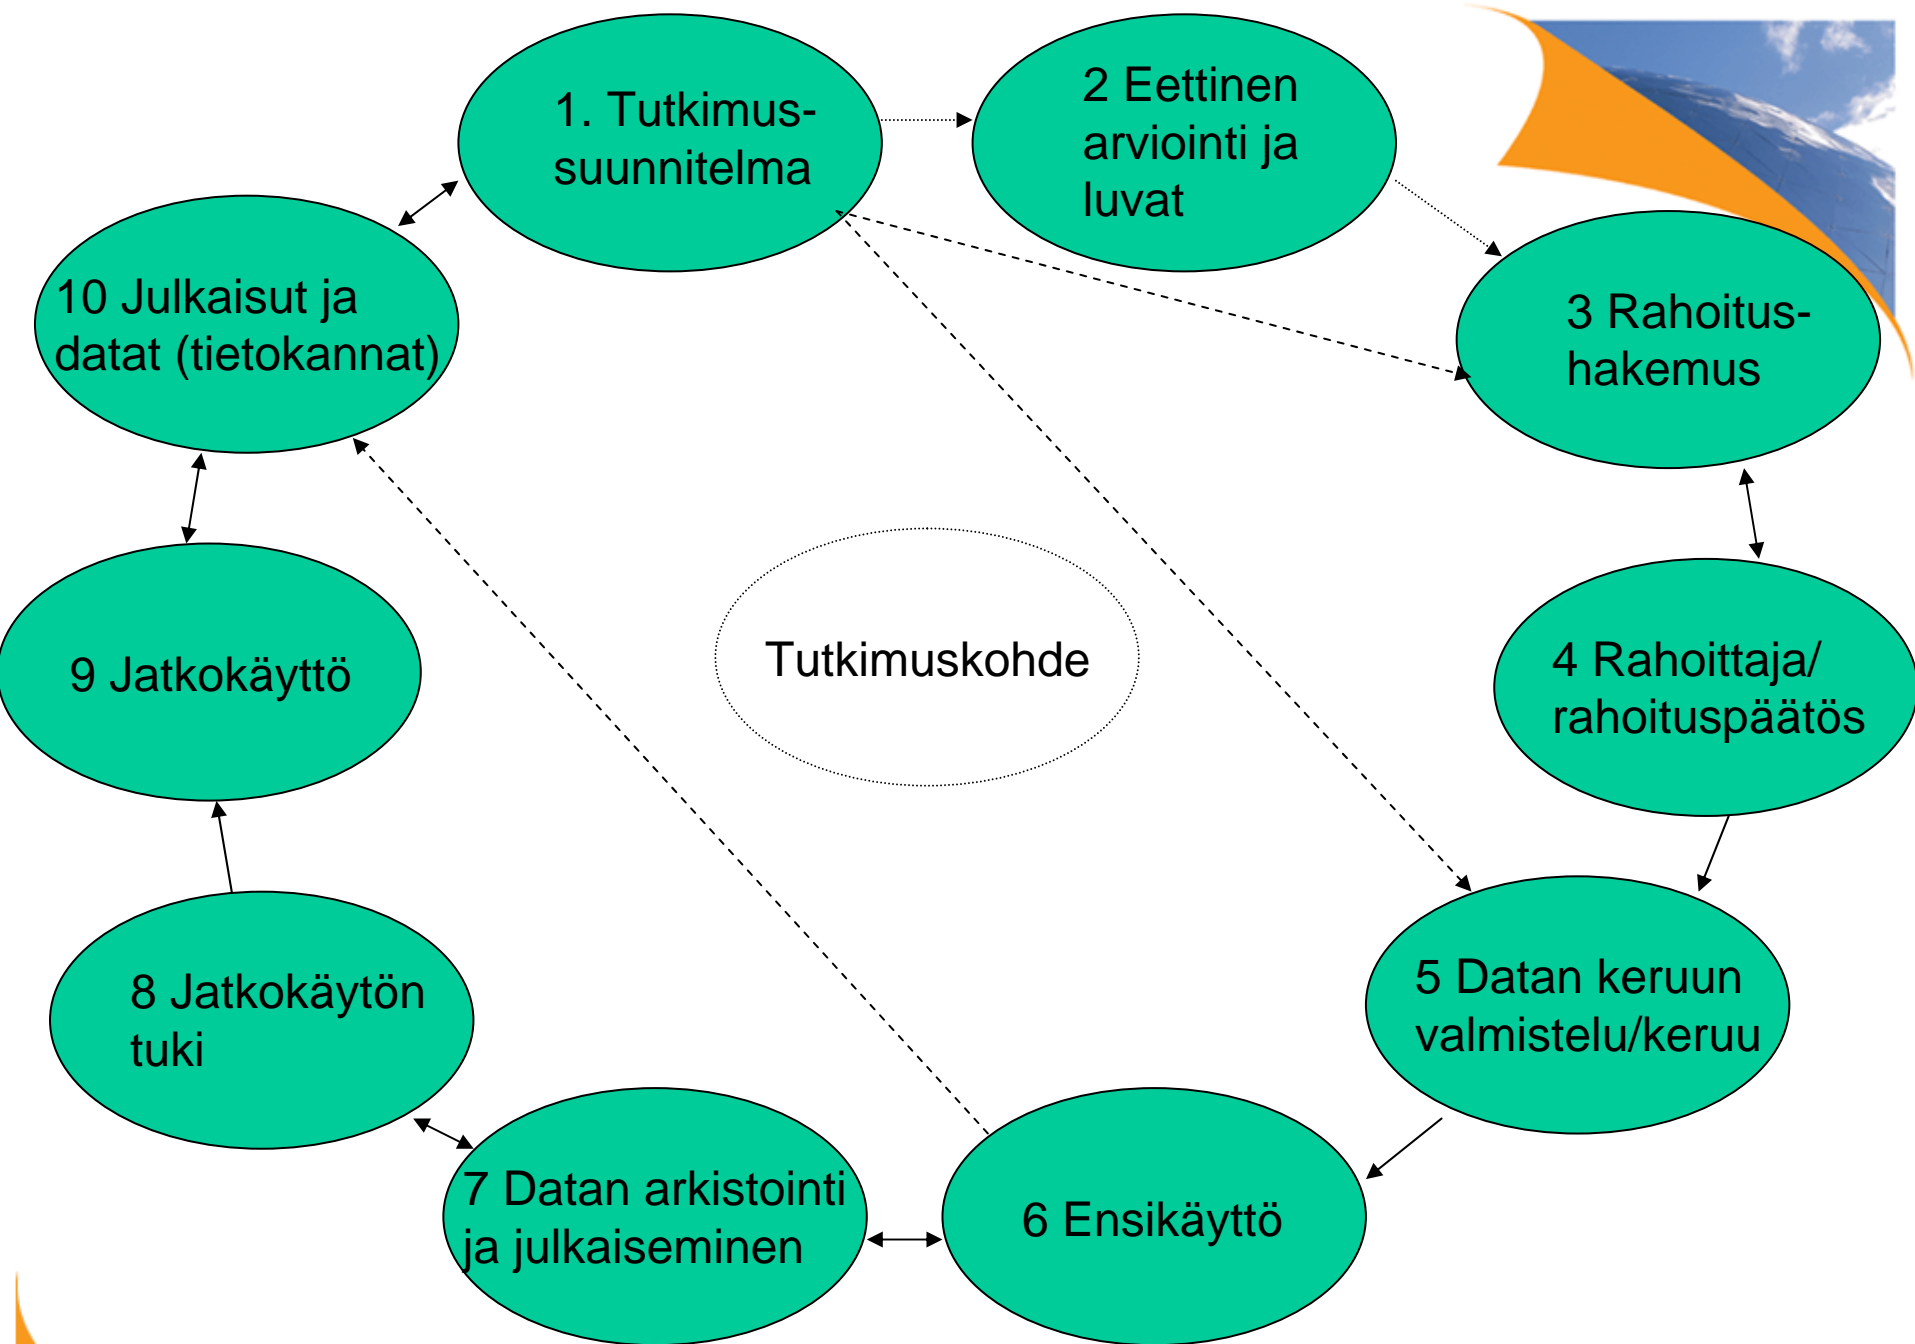 1. Tutkimus-
suunnitelma
2 Eettinen
arviointi ja
luvat
3 Rahoitus-
hakemus
4 Rahoittaja/
rahoituspäätös
5 Datan keruun
valmistelu/keruu
6 Ensikäyttö
7 Datan arkistointi
ja julkaiseminen
8 Jatkokäytön
tuki
9 Jatkokäyttö
10 Julkaisut ja
datat (tietokannat)
Tutkimuskohde